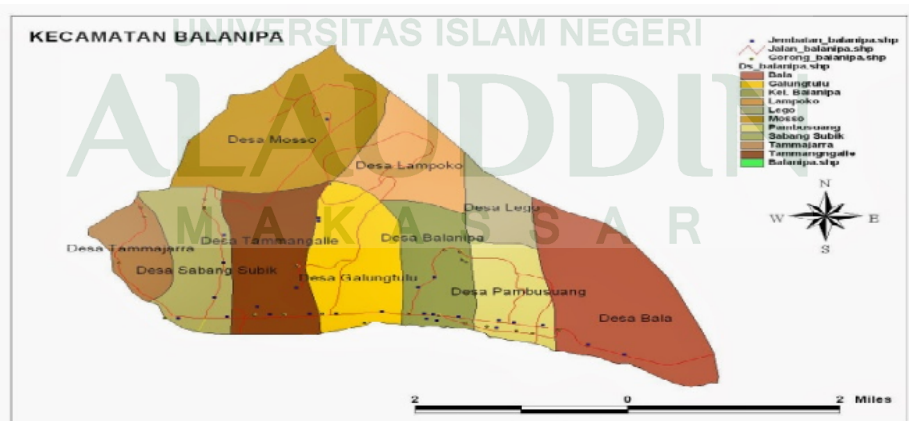 UNIVERSITAS ISLAM NEGERI
ALAUDDIN
MAKASSAR
KECAMATAN BALANIPA
Desa Mosso
Desa Lampoko
Desa Lego
Desa Tammajarra
Desa Tammangalle
Desa Balanipa
Desa Sabang Subik
Desa Galungtulu
Desa Pambusuang
Desa Bala
Jembatan_balanipa.shp
Jalan_balanipa.shp
Gorong_balanipa.shp
Ds_balanipa.shp
Bala
Galungtulu
Kel. Balanipa
Lampoko
Lego
Mosso
Pambusuang
Sabang Subik
Tammajarra
Tammangngalle
Balanipa.shp
N
W E
S
2 0 2 Miles